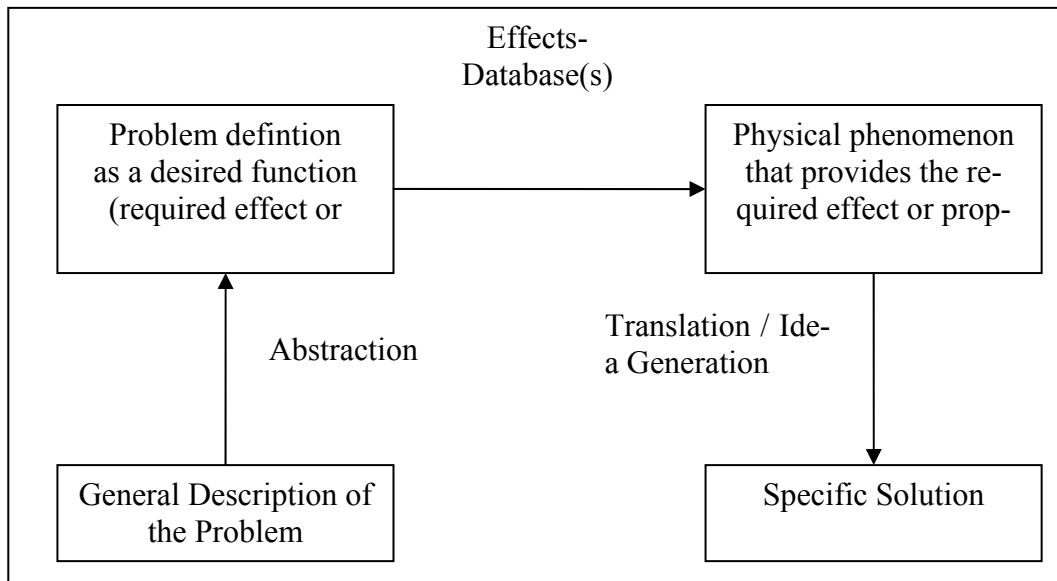 Effects-
Database(s)
Problem defintion
as a desired function
(required effect or
Physical phenomenon
that provides the re-
quired effect or prop-
Abstraction
Translation / Ide-
a Generation
General Description of
the Problem
Specific Solution